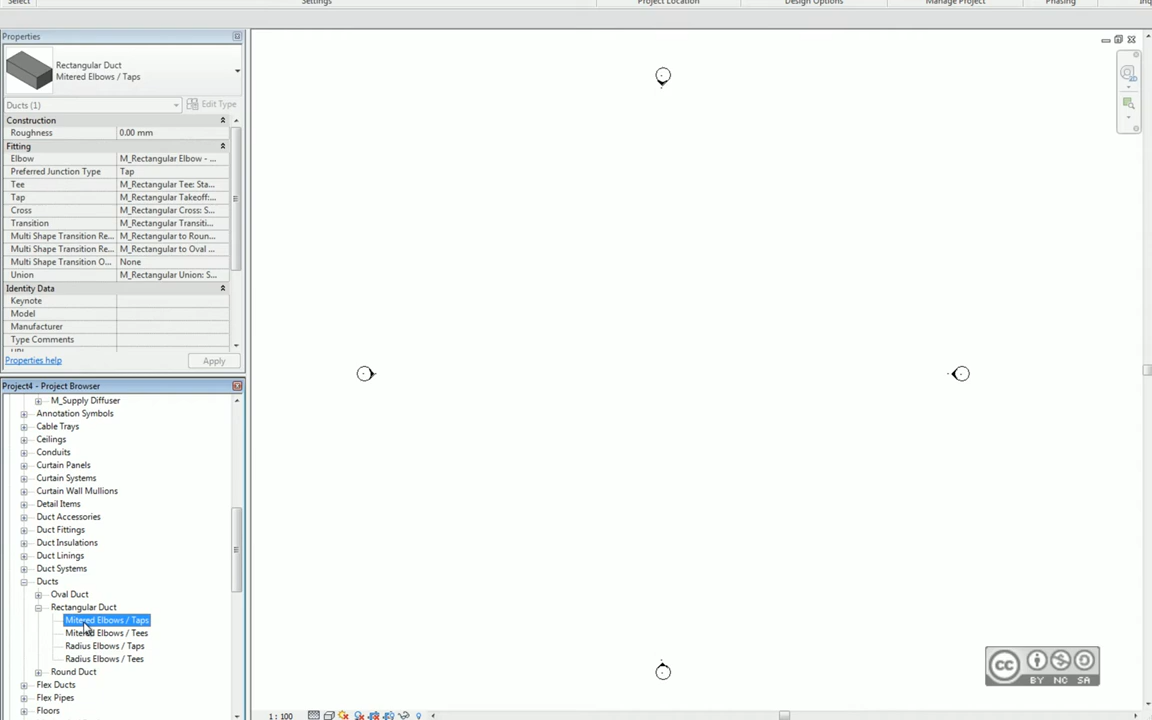 Select
Settings
Project Location
Design Options
Manage Project
Phasing
Inq
Properties
Rectangular Duct
Mitered Elbows / Taps
Ducts (1)
Edit Type
Construction
Roughness 0.00 mm
Fitting
Elbow M_Rectangular Elbow - ...
Preferred Junction Type Tap
Tee M_Rectangular Tee: Sta...
Tap M_Rectangular Takeoff:...
Cross M_Rectangular Cross: S...
Transition M_Rectangular Transiti...
Multi Shape Transition Re... M_Rectangular to Roun...
Multi Shape Transition Re... M_Rectangular to Oval ...
Multi Shape Transition O... None
Union M_Rectangular Union: S...
Identity Data
Keynote
Model
Manufacturer
Type Comments
Properties help
Apply
Project4 - Project Browser
M_Supply Diffuser
Annotation Symbols
Cable Trays
Ceilings
Conduits
Curtain Panels
Curtain Systems
Curtain Wall Mullions
Detail Items
Duct Accessories
Duct Fittings
Duct Insulations
Duct Linings
Duct Systems
Ducts
Oval Duct
Rectangular Duct
Mitered Elbows / Taps
Mitered Elbows / Tees
Radius Elbows / Taps
Radius Elbows / Tees
Round Duct
Flex Ducts
Flex Pipes
Floors
1 : 100
cc
BY NC SA